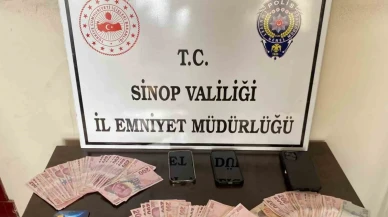 T.C.
SİNOP VALİLİĞİ
İL EMNİYET MÜDÜRLÜĞÜ